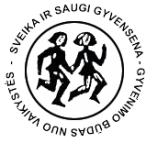 SVEIKA IR SAUGI GYVENSENA - GYVENIMO BŪDAS NUO VAIKYSTĖS -